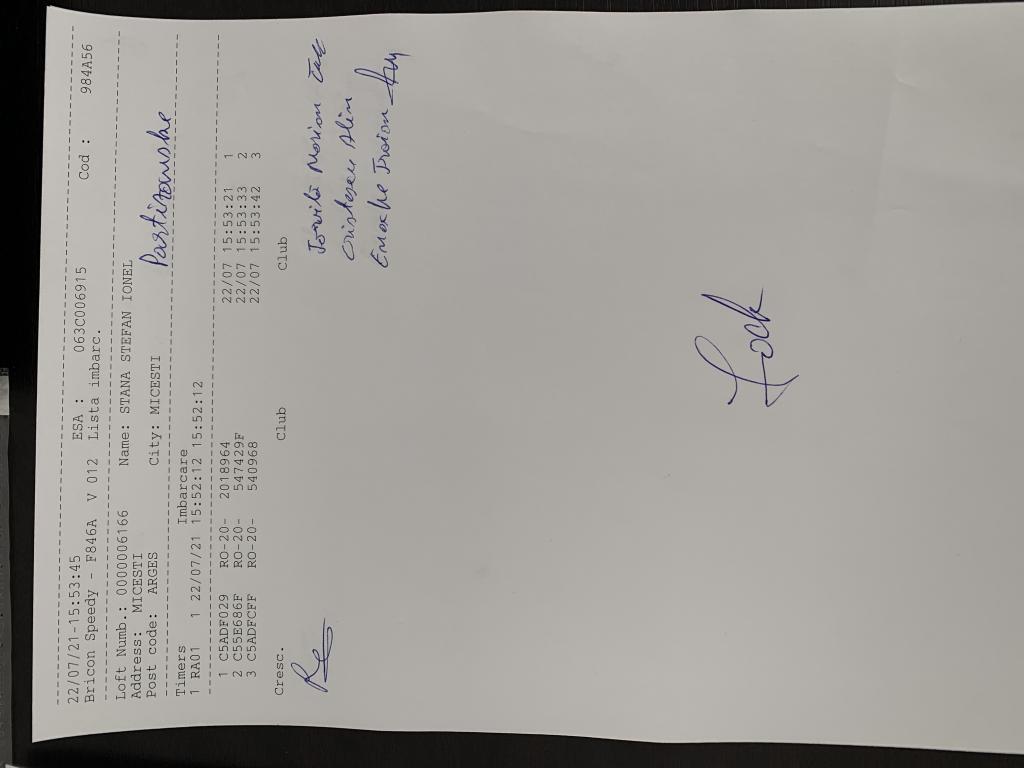 22/07/21-15:53:45 ESA : 063C006915
Bricon Speedy - F846A V 012 Lista imbarc. Cod : 984A56
Loft Numb.: 0000006166 Name: STANA STEFAN IONEL
Address: MICESTI
Post code: ARGES City: MICESTI
Partizanske
Timers Imbarcare
1 RA01 1 22/07/21 15:52:12 15:52:12
1 C5ADF029 RO-20- 2018964 22/07 15:53:21 1
2 C55E686F RO-20- 547429F 22/07 15:53:33 2
3 C5ADFCFF RO-20- 540968 22/07 15:53:42 3
Cresc. Club Club
Marian
Cristescu Alin
Enache Traian